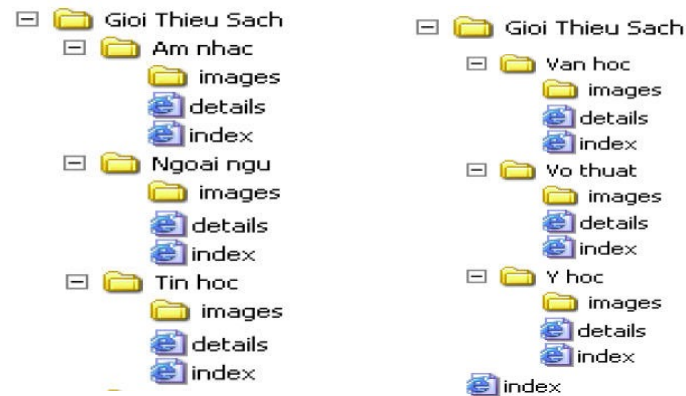 Gioi Thieu Sach
Am nhac
images
details
index
Ngoai ngu
images
details
index
Tin hoc
images
details
index
Gioi Thieu Sach
Van hoc
images
details
index
Vo thuat
images
details
index
Y hoc
images
details
index
index